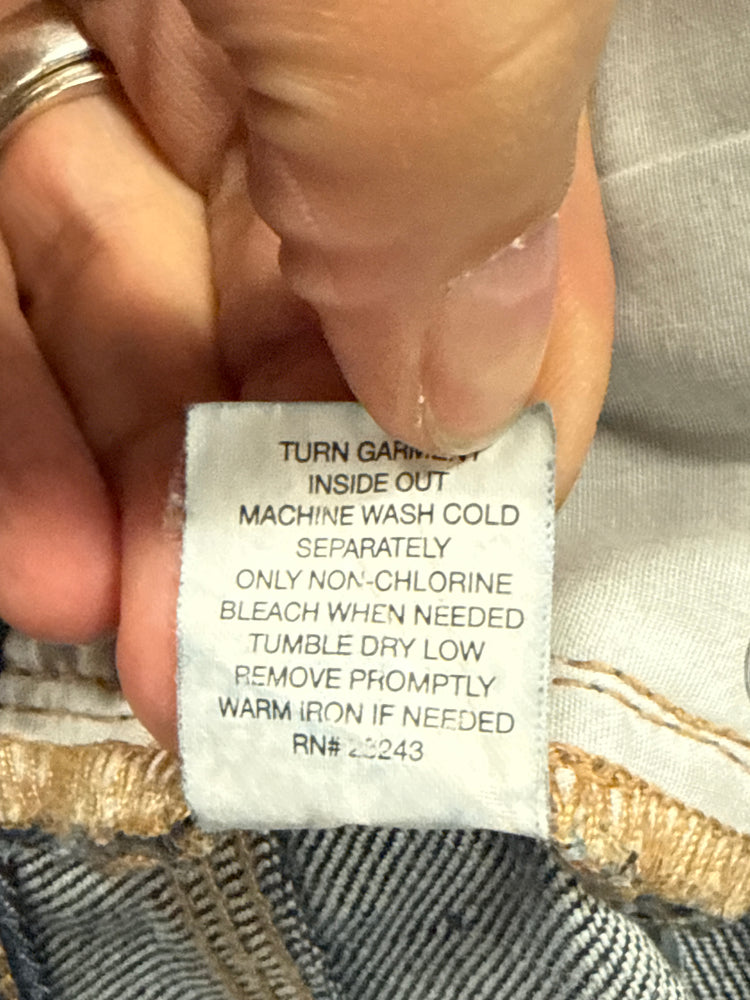 TURN GARMENT
INSIDE OUT
MACHINE WASH COLD
SEPARATELY
ONLY NON-CHLORINE
BLEACH WHEN NEEDED
TUMBLE DRY LOW
REMOVE PROMPTLY
WARM IRON IF NEEDED
RN#